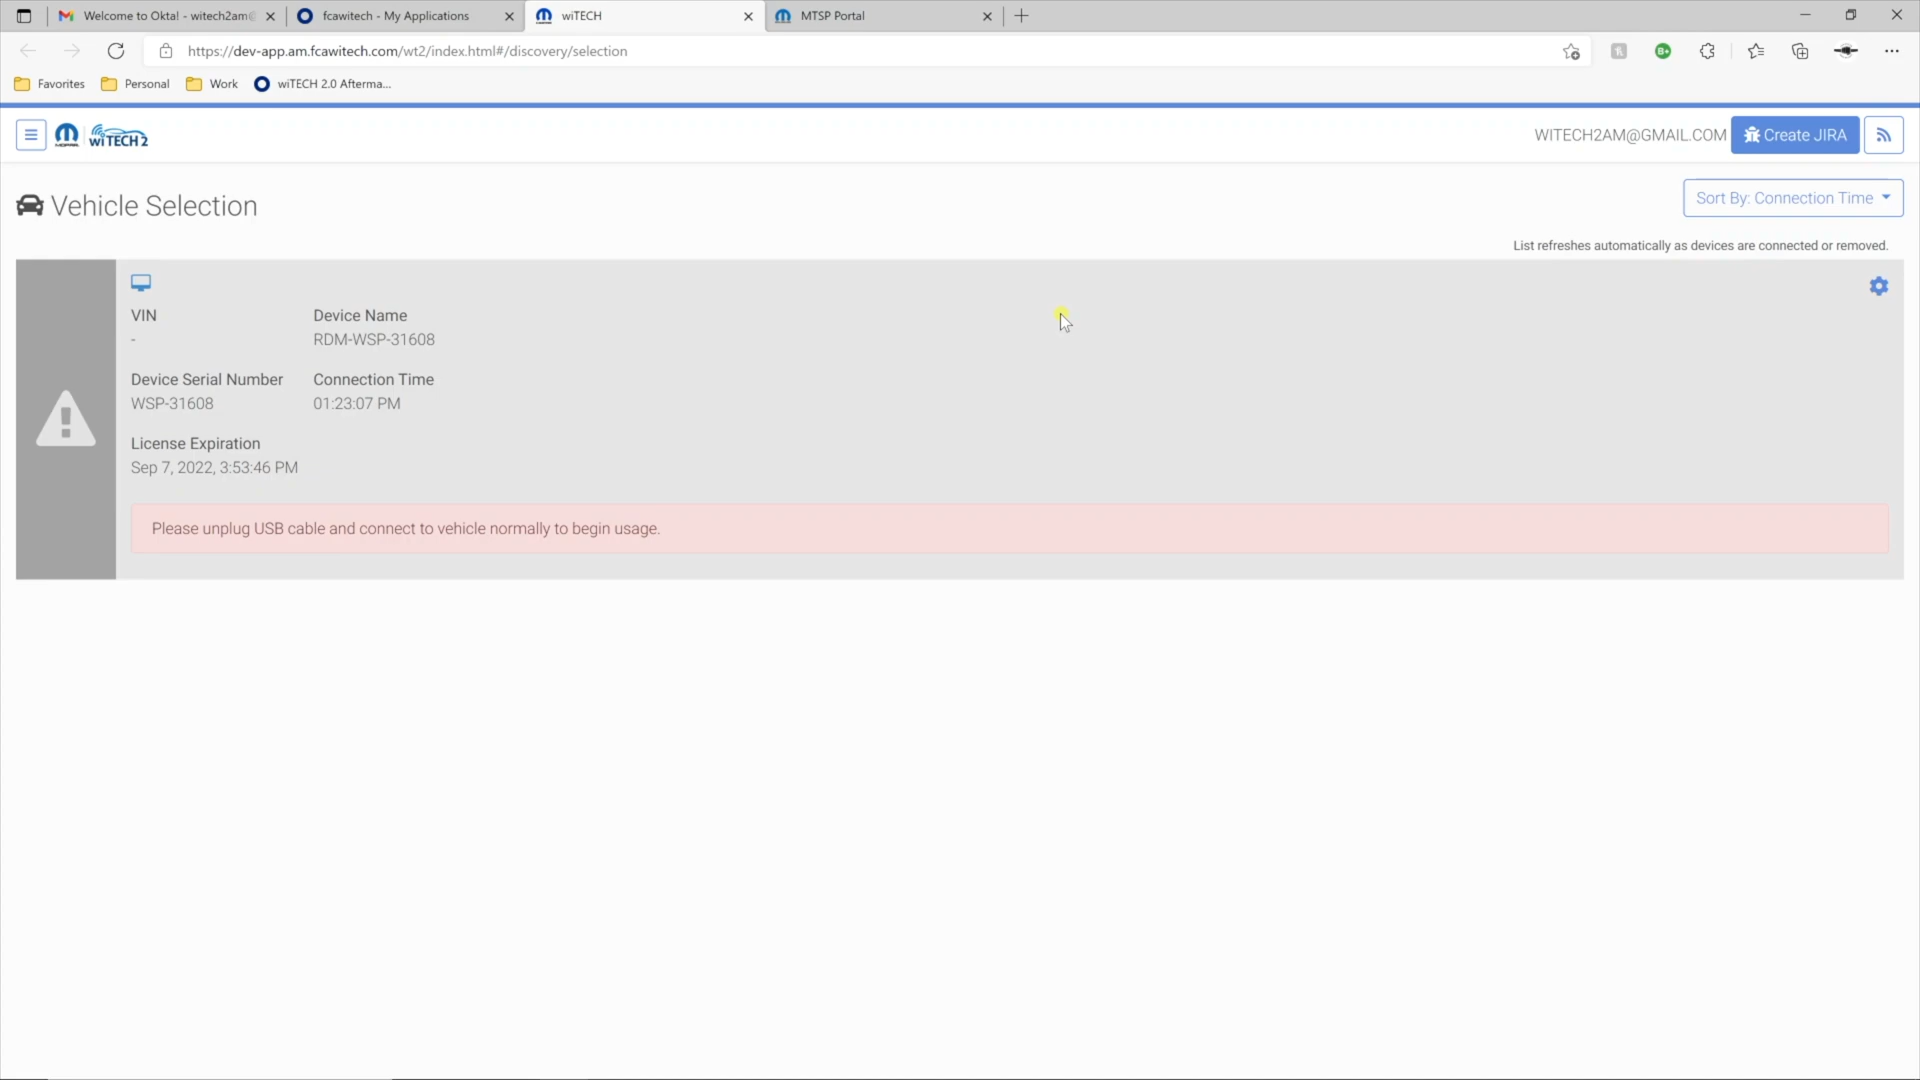 Welcome to Okta! - witech2am@
fcawitech - My Applications
wiTECH
MTSP Portal
https://dev-app.am.fcawitech.com/wt2/index.html#/discovery/selection
Favorites
Personal
Work
wiTECH 2.0 Afterma...
MOPAR
wiTECH 2
WITECH2AM@GMAIL.COM
Create JIRA
Vehicle Selection
Sort By: Connection Time
List refreshes automatically as devices are connected or removed.
VIN
-
Device Name
RDM-WSP-31608
Device Serial Number
WSP-31608
Connection Time
01:23:07 PM
License Expiration
Sep 7, 2022, 3:53:46 PM
Please unplug USB cable and connect to vehicle normally to begin usage.